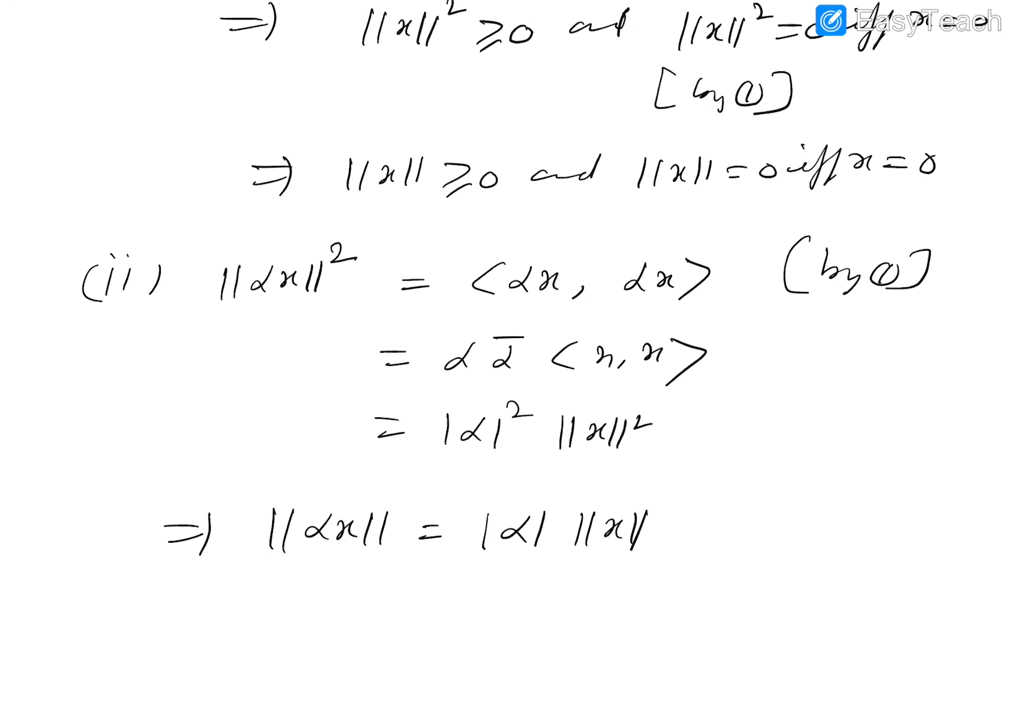 ⇒ ||x||² ≥ 0 and ||x||² = 0 iff x = 0
EasyTeach
[by ①]
⇒ ||x|| ≥ 0 and ||x|| = 0 iff x = 0
(ii) ||αx||² = <αx, αx> [by ①]
= α ᾱ <x, x>
= |α|² ||x||²
⇒ ||αx|| = |α| ||x||